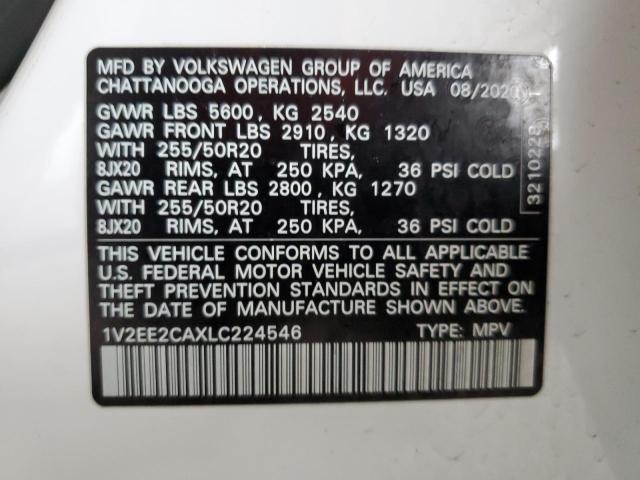 MFD BY VOLKSWAGEN GROUP OF AMERICA
CHATTANOOGA OPERATIONS, LLC. USA 08/2020
GVWR LBS 5600, KG 2540
GAWR FRONT LBS 2910, KG 1320
WITH 255/50R20 TIRES,
8JX20 RIMS, AT 250 KPA, 36 PSI COLD
GAWR REAR LBS 2800, KG 1270
WITH 255/50R20 TIRES,
8JX20 RIMS, AT 250 KPA, 36 PSI COLD
3210228
THIS VEHICLE CONFORMS TO ALL APPLICABLE
U.S. FEDERAL MOTOR VEHICLE SAFETY AND
THEFT PREVENTION STANDARDS IN EFFECT ON
THE DATE OF MANUFACTURE SHOWN ABOVE.
1V2EE2CAXLC224546 TYPE: MPV